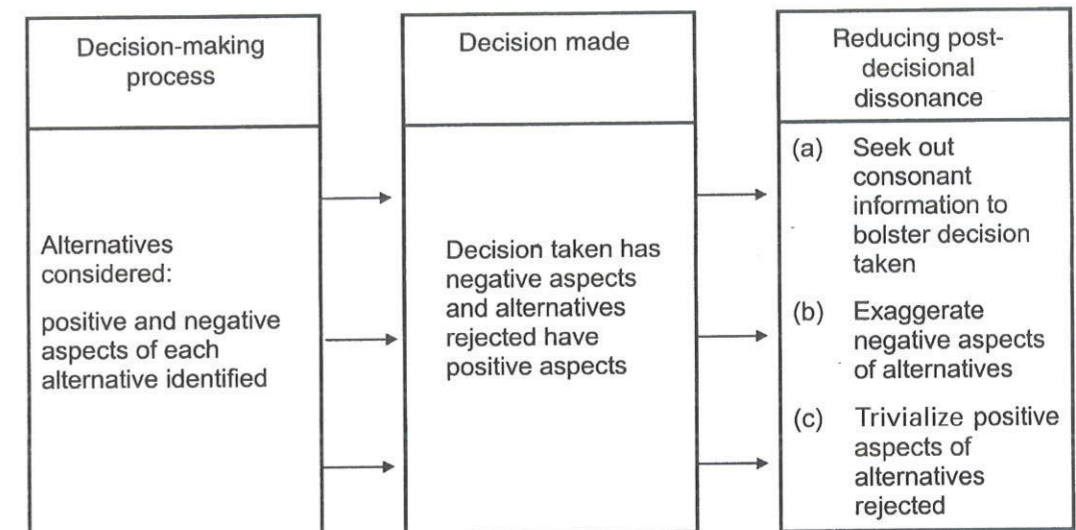 Decision-making
process
Alternatives
considered:
positive and negative
aspects of each
alternative identified
Decision made
Decision taken has
negative aspects
and alternatives
rejected have
positive aspects
Reducing post-
decisional
dissonance
(a) Seek out
consonant
information to
bolster decision
taken
(b) Exaggerate
negative aspects
of alternatives
(c) Trivialize positive
aspects of
alternatives
rejected